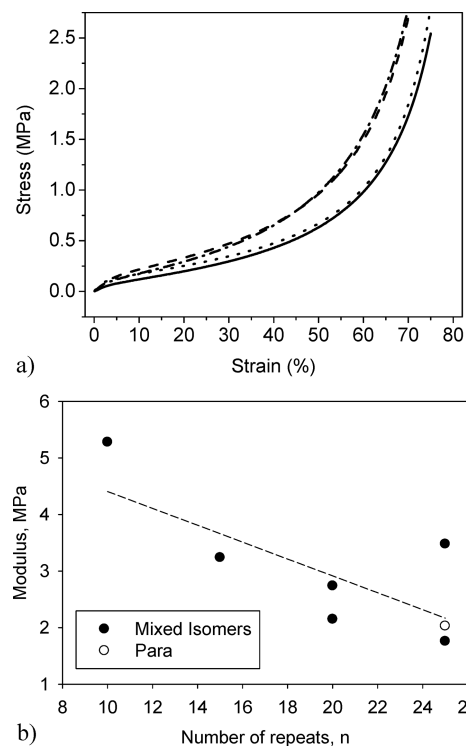 2.5
2.0
1.5
1.0
0.5
0.0
Stress (MPa)
0 10 20 30 40 50 60 70 80
Strain (%)
a)
6
5
4
3
2
1
Modulus, MPa
Mixed Isomers
Para
8 10 12 14 16 18 20 22 24 26
Number of repeats, n
b)